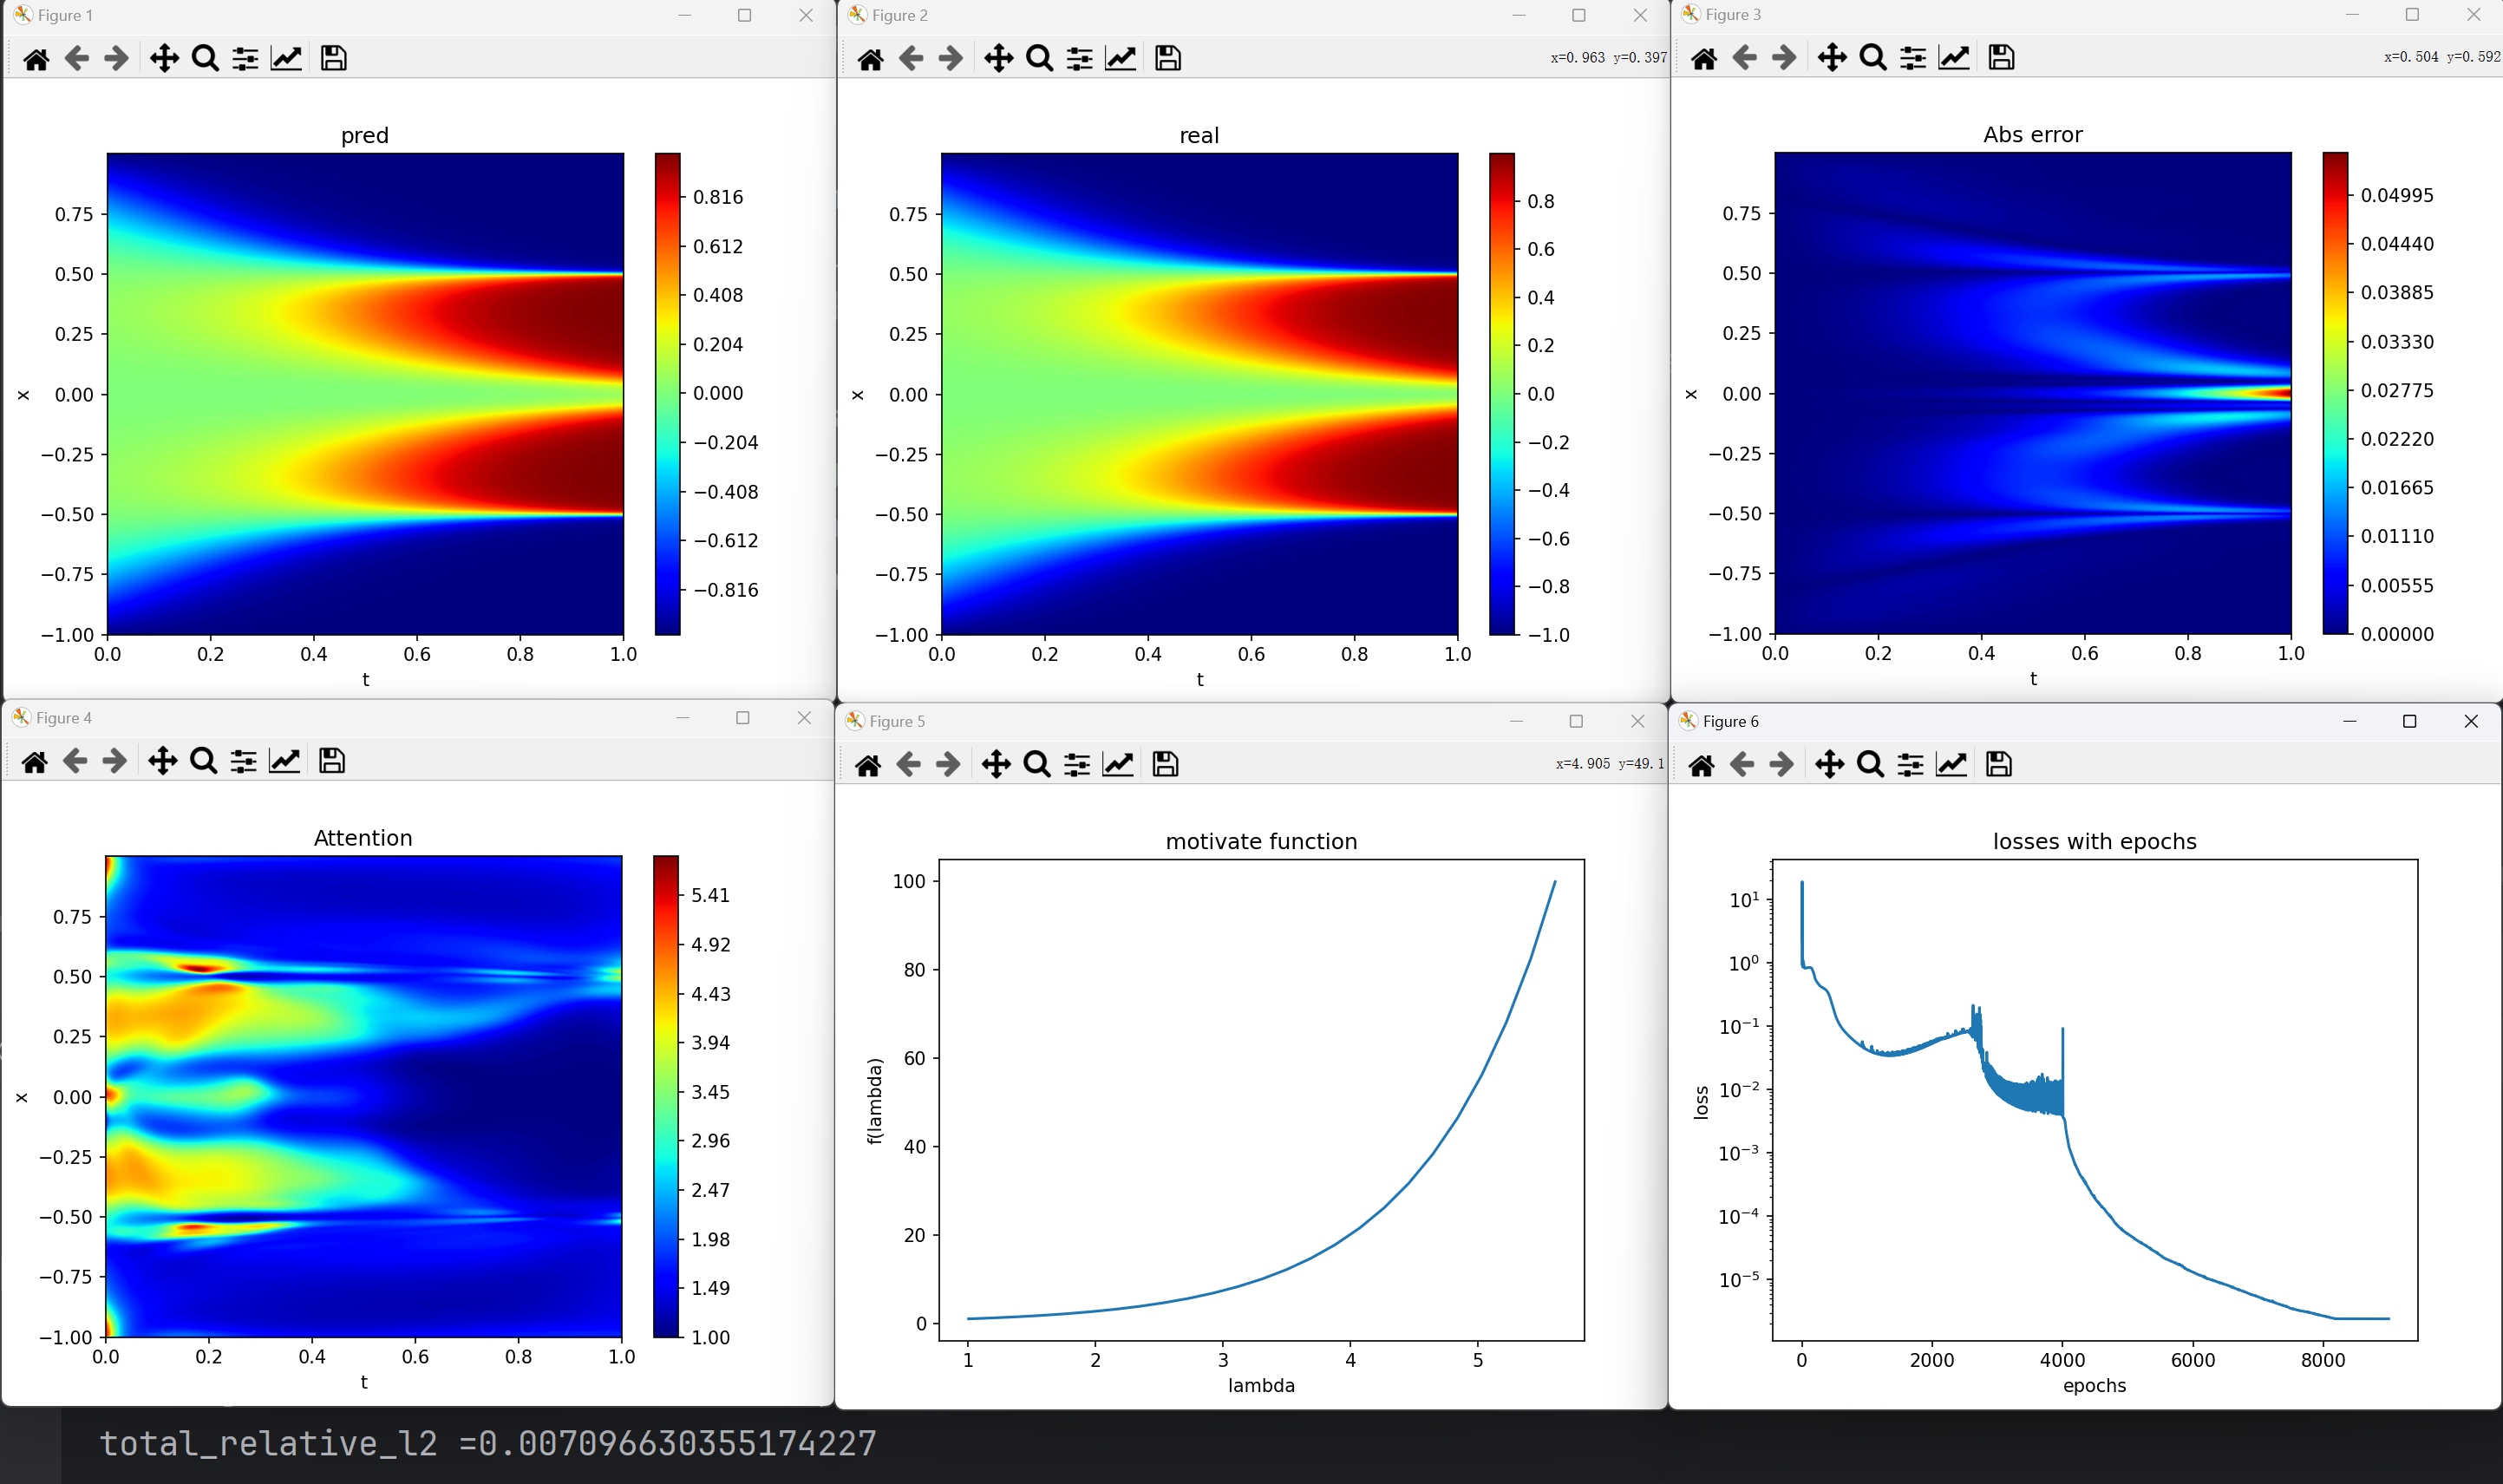 Figure 1
pred
0.75
0.50
0.25
0.00
−0.25
−0.50
−0.75
−1.00
x
0.0 0.2 0.4 0.6 0.8 1.0
t
0.816
0.612
0.408
0.204
0.000
−0.204
−0.408
−0.612
−0.816
Figure 2
x=0.963 y=0.397
real
0.75
0.50
0.25
0.00
−0.25
−0.50
−0.75
−1.00
x
0.0 0.2 0.4 0.6 0.8 1.0
t
0.8
0.6
0.4
0.2
0.0
−0.2
−0.4
−0.6
−0.8
−1.0
Figure 3
x=0.504 y=0.592
Abs error
0.75
0.50
0.25
0.00
−0.25
−0.50
−0.75
−1.00
x
0.0 0.2 0.4 0.6 0.8 1.0
t
0.04995
0.04440
0.03885
0.03330
0.02775
0.02220
0.01665
0.01110
0.00555
0.00000
Figure 4
Attention
0.75
0.50
0.25
0.00
−0.25
−0.50
−0.75
−1.00
x
0.0 0.2 0.4 0.6 0.8 1.0
t
5.41
4.92
4.43
3.94
3.45
2.96
2.47
1.98
1.49
1.00
Figure 5
x=4.905 y=49.1
motivate function
100
80
60
40
20
0
f(lambda)
1 2 3 4 5
lambda
Figure 6
losses with epochs
10¹
10⁰
10⁻¹
10⁻²
10⁻³
10⁻⁴
10⁻⁵
loss
0 2000 4000 6000 8000
epochs
total_relative_l2 =0.007096630355174227